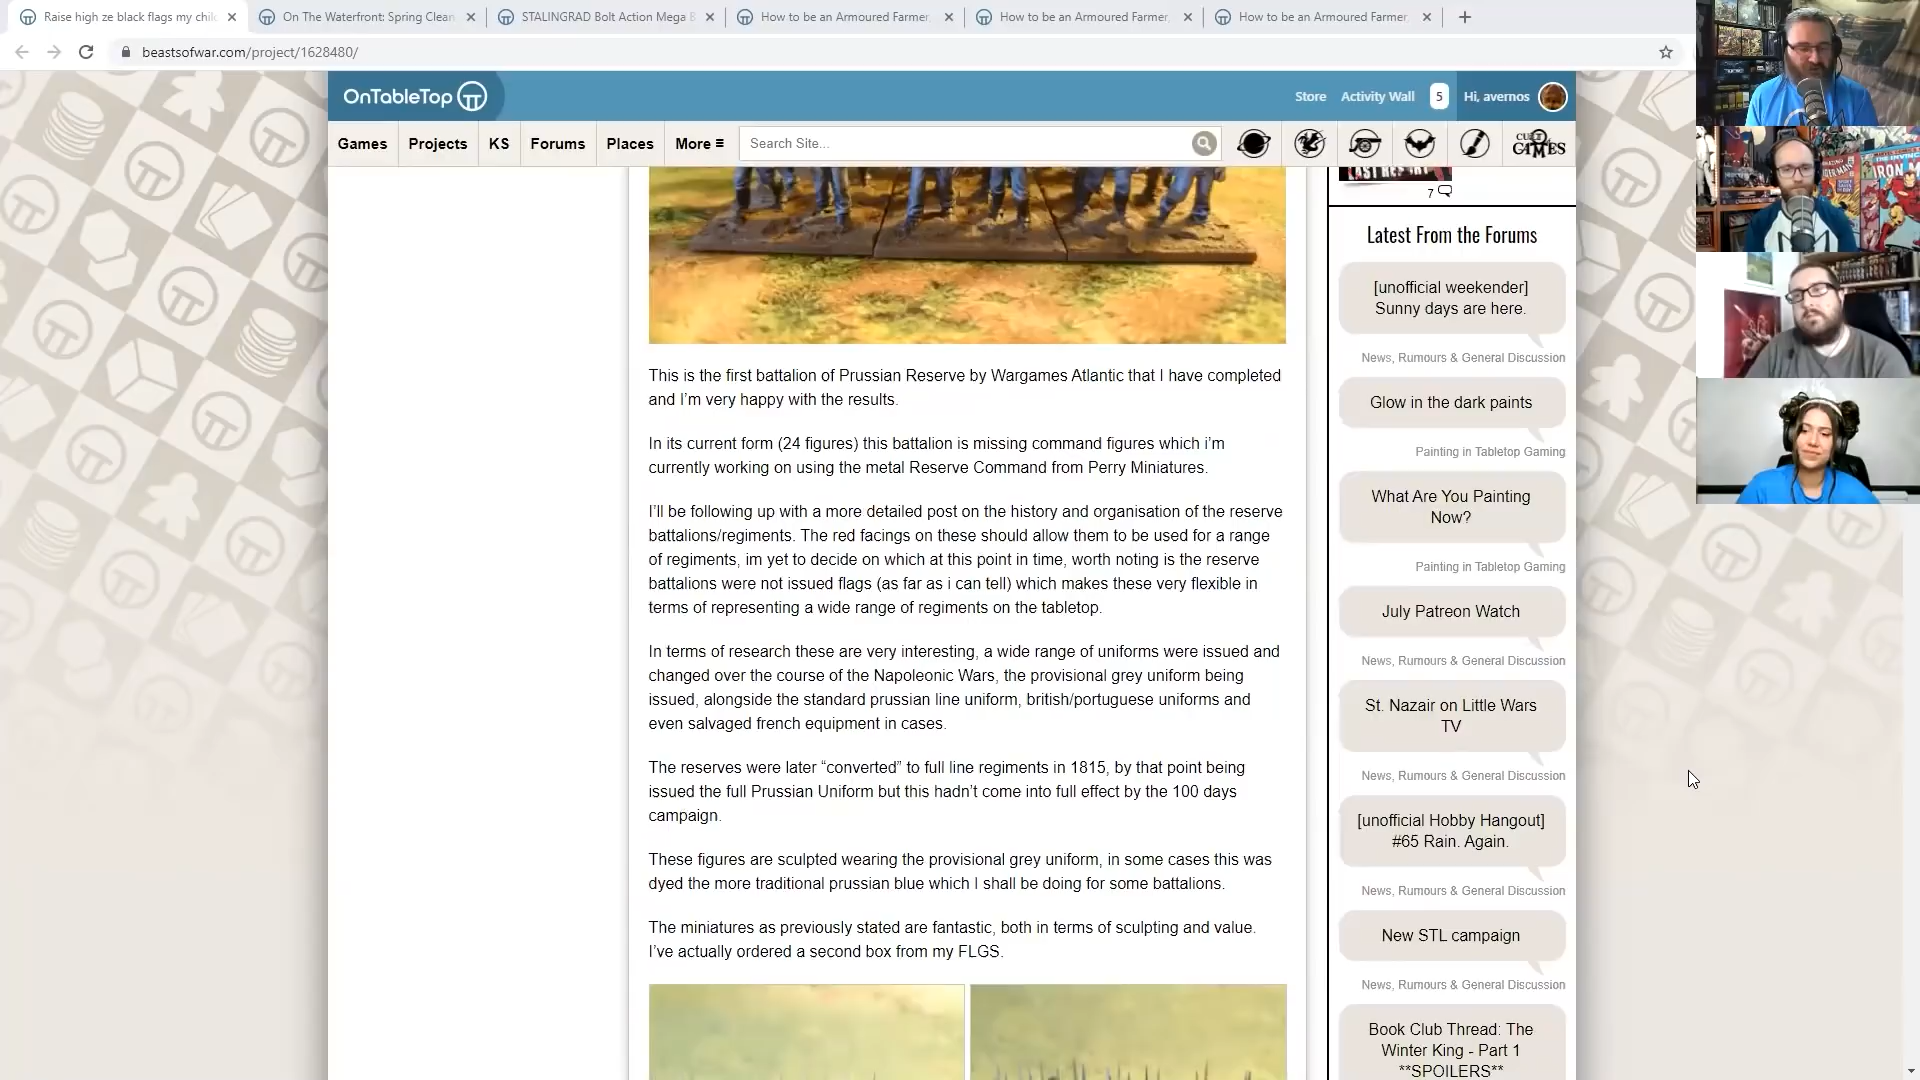 Raise high ze black flags my chil
On The Waterfront: Spring Clean
STALINGRAD Bolt Action Mega B
How to be an Armoured Farmer
How to be an Armoured Farmer
How to be an Armoured Farmer
beastsofwar.com/project/1628480/
OnTableTop
Store
Activity Wall
5
Hi, avernos
Games
Projects
KS
Forums
Places
More ≡
Search Site...
CULT OF GAMES
7
Latest From the Forums
[unofficial weekender]
Sunny days are here.
News, Rumours & General Discussion
Glow in the dark paints
Painting in Tabletop Gaming
What Are You Painting
Now?
Painting in Tabletop Gaming
July Patreon Watch
News, Rumours & General Discussion
St. Nazair on Little Wars
TV
News, Rumours & General Discussion
[unofficial Hobby Hangout]
#65 Rain. Again.
News, Rumours & General Discussion
New STL campaign
News, Rumours & General Discussion
Book Club Thread: The
Winter King - Part 1
**SPOILERS**
This is the first battalion of Prussian Reserve by Wargames Atlantic that I have completed
and I'm very happy with the results.
In its current form (24 figures) this battalion is missing command figures which i'm
currently working on using the metal Reserve Command from Perry Miniatures.
I'll be following up with a more detailed post on the history and organisation of the reserve
battalions/regiments. The red facings on these should allow them to be used for a range
of regiments, im yet to decide on which at this point in time, worth noting is the reserve
battalions were not issued flags (as far as i can tell) which makes these very flexible in
terms of representing a wide range of regiments on the tabletop.
In terms of research these are very interesting, a wide range of uniforms were issued and
changed over the course of the Napoleonic Wars, the provisional grey uniform being
issued, alongside the standard prussian line uniform, british/portuguese uniforms and
even salvaged french equipment in cases.
The reserves were later “converted” to full line regiments in 1815, by that point being
issued the full Prussian Uniform but this hadn't come into full effect by the 100 days
campaign.
These figures are sculpted wearing the provisional grey uniform, in some cases this was
dyed the more traditional prussian blue which I shall be doing for some battalions.
The miniatures as previously stated are fantastic, both in terms of sculpting and value.
I've actually ordered a second box from my FLGS.
IRON M